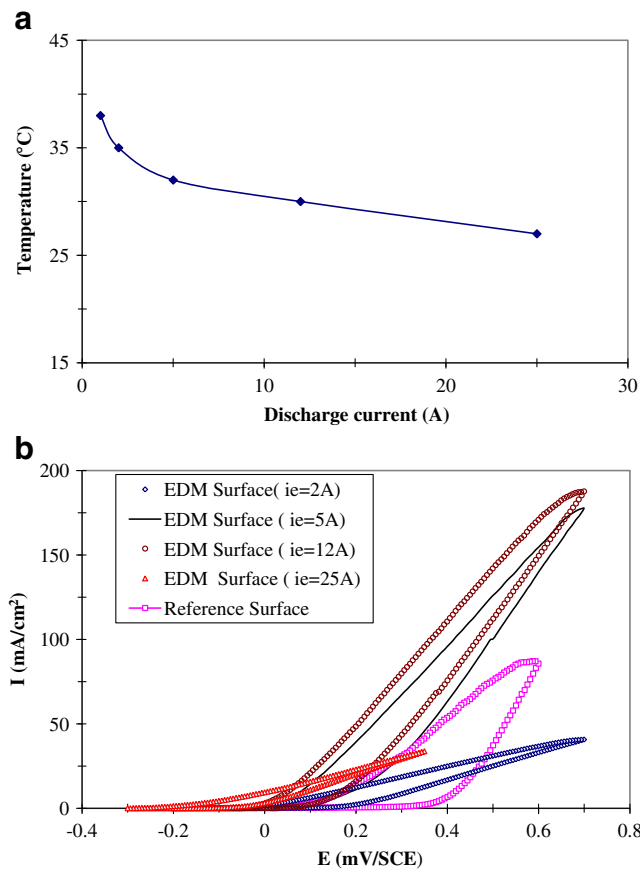 a
45
35
25
15
Temperature (°C)
0
10
20
30
Discharge current (A)
b
200
150
100
50
0
I (mA/cm²)
EDM Surface( ie=2A)
EDM Surface ( ie=5A)
EDM Surface ( ie=12A)
EDM  Surface ( ie=25A)
Reference Surface
-0.4
-0.2
0
0.2
0.4
0.6
0.8
E (mV/SCE)